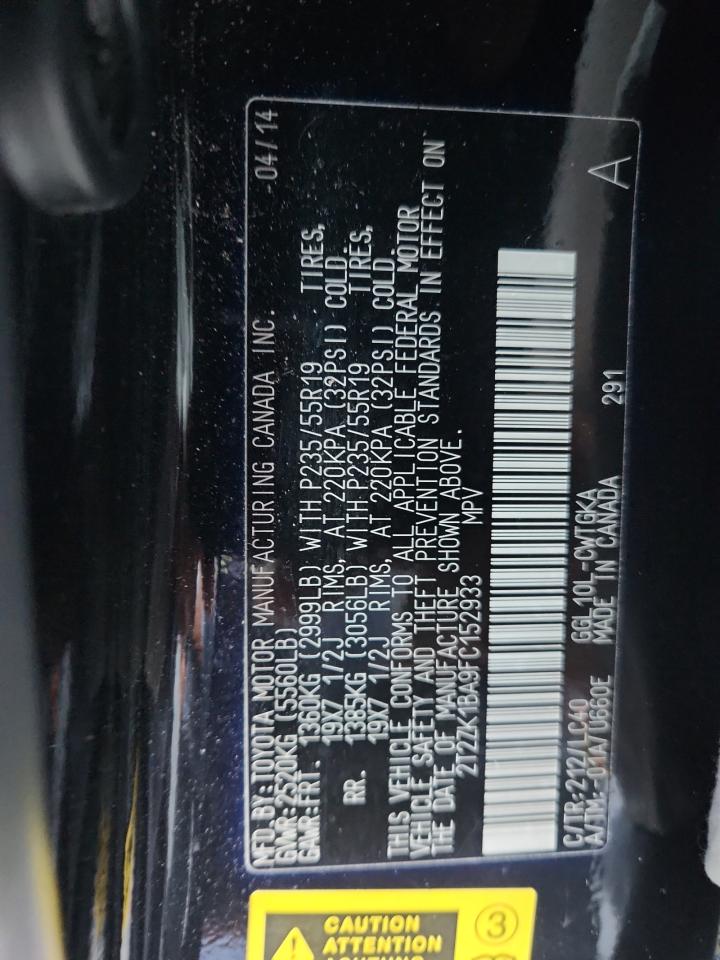 MFD.BY:TOYOTA MOTOR MANUFACTURING CANADA INC. 04/14
GVWR:2520KG (5560LB)
GAWR:FRT. 1360KG (2999LB) WITH P235/55R19 TIRES,
19X7 1/2J RIMS, AT 220KPA (32PSI) COLD.
RR. 1385KG (3056LB) WITH P235/55R19 TIRES,
19X7 1/2J RIMS, AT 220KPA (32PSI) COLD.
THIS VEHICLE CONFORMS TO ALL APPLICABLE FEDERAL MOTOR
VEHICLE SAFETY AND THEFT PREVENTION STANDARDS IN EFFECT ON
THE DATE OF MANUFACTURE SHOWN ABOVE.
2T2ZK1BA9FC152933 MPV
A
C/TR:212/LC40 GGL10L-CWTGKA
A/TM:-01A/U660E MADE IN CANADA 291
CAUTION
ATTENTION
3